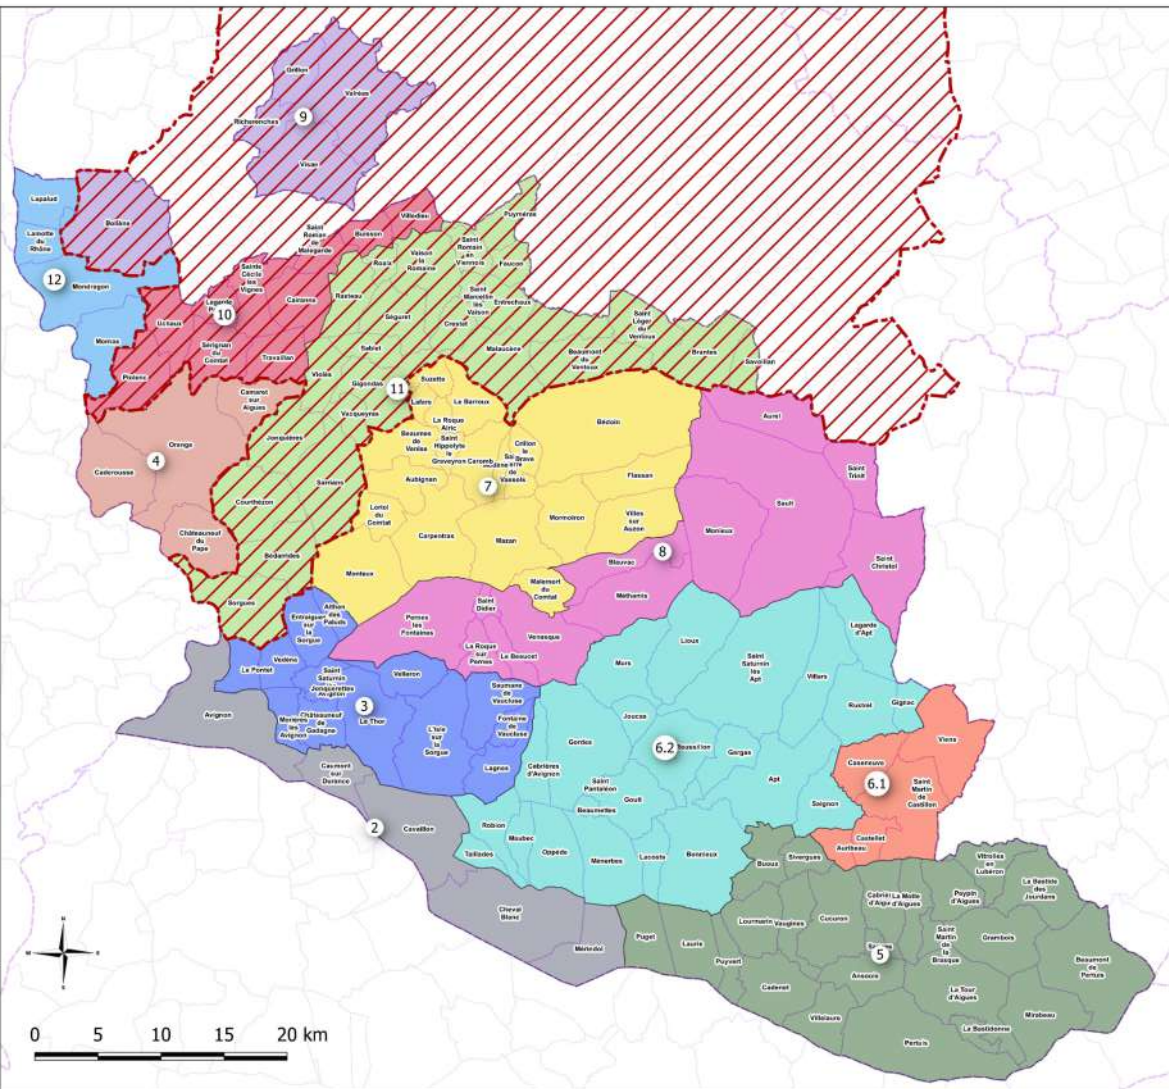 Grillon
Valréas
Richerenches
9
Visan
Lapalud
Bollène
Lamotte
du
Rhône
12
Mondragon
Mornas
Villedieu
Buisson
Saint
Roman
de
Malegarde
Sainte
Cécile
les
Vignes
Cairanne
Lagarde
10
Uchaux
Sérignan
du
Comtat
Travaillan
Piolenc
Puyméras
Saint
Romain
en
Viennois
Vaison
la
Romaine
Roaix
Faucon
Rasteau
Saint
Marcellin
lès
Vaison
Entrechaux
Séguret
Crestet
Saint
Léger
du
Ventoux
Sablet
Malaucène
Beaumont
du
Ventoux
Brantes
Savoillan
Violès
Gigondas
11
Vacqueyras
Camaret
sur
Aigues
Orange
Jonquières
4
Caderousse
Sarrians
Courthézon
Châteauneuf
du
Pape
Bédarrides
Sorgues
Suzette
Lafare
Le Barroux
La Roque
Alric
Beaumes
de
Venise
Saint
Hippolyte
le
Graveyron
Caromb
Crillon
le
Brave
Bédoin
Aubignan
7
Flassan
Loriol
du
Comtat
Mormoiron
Villes
sur
Auzon
Carpentras
Mazan
Monteux
Malemort
du
Comtat
Aurel
Saint
Trinit
Sault
Monieux
8
Blauvac
Saint
Christol
Méthamis
Pernes
les
Fontaines
Saint
Didier
Venasque
La Roque
sur
Pernes
Le Beaucet
Althen
des
Paluds
Entraigues
sur
la
Sorgue
Vedène
Le Pontet
Saint
Saturnin
Jonquerettes
Avignon
Velleron
Saumane
de
Vaucluse
3
Châteauneuf
de
Gadagne
Morières
lès
Avignon
Le Thor
L'Isle
sur
la
Sorgue
Fontaine
de
Vaucluse
Lagnes
Avignon
Caumont
sur
Durance
2
Cavaillon
Cheval
Blanc
Mérindol
Lagarde
d'Apt
Lioux
Murs
Saint
Saturnin
lès
Apt
Villars
Rustrel
Gignac
Joucas
6.2
Roussillon
Gordes
Gargas
Cabrières
d'Avignon
Saint
Pantaléon
Apt
Goult
Beaumettes
Saignon
Robion
Maubec
Taillades
Oppède
Ménerbes
Lacoste
Bonnieux
Viens
Caseneuve
6.1
Saint
Martin
de
Castillon
Castellet
Auribeau
Buoux
Sivergues
Vitrolles
en
Lubéron
La Bastide
des
Jourdans
La Motte
d'Aigues
Peypin
d'Aigues
Lourmarin
Vaugines
Cucuron
Saint
Martin
de
la
Brasque
Grambois
Puget
Lauris
Puyvert
5
Ansouis
Beaumont
de
Pertuis
Cadenet
La Tour
d'Aigues
Mirabeau
Villelaure
La Bastidonne
Pertuis
N
S
0 5 10 15 20 km